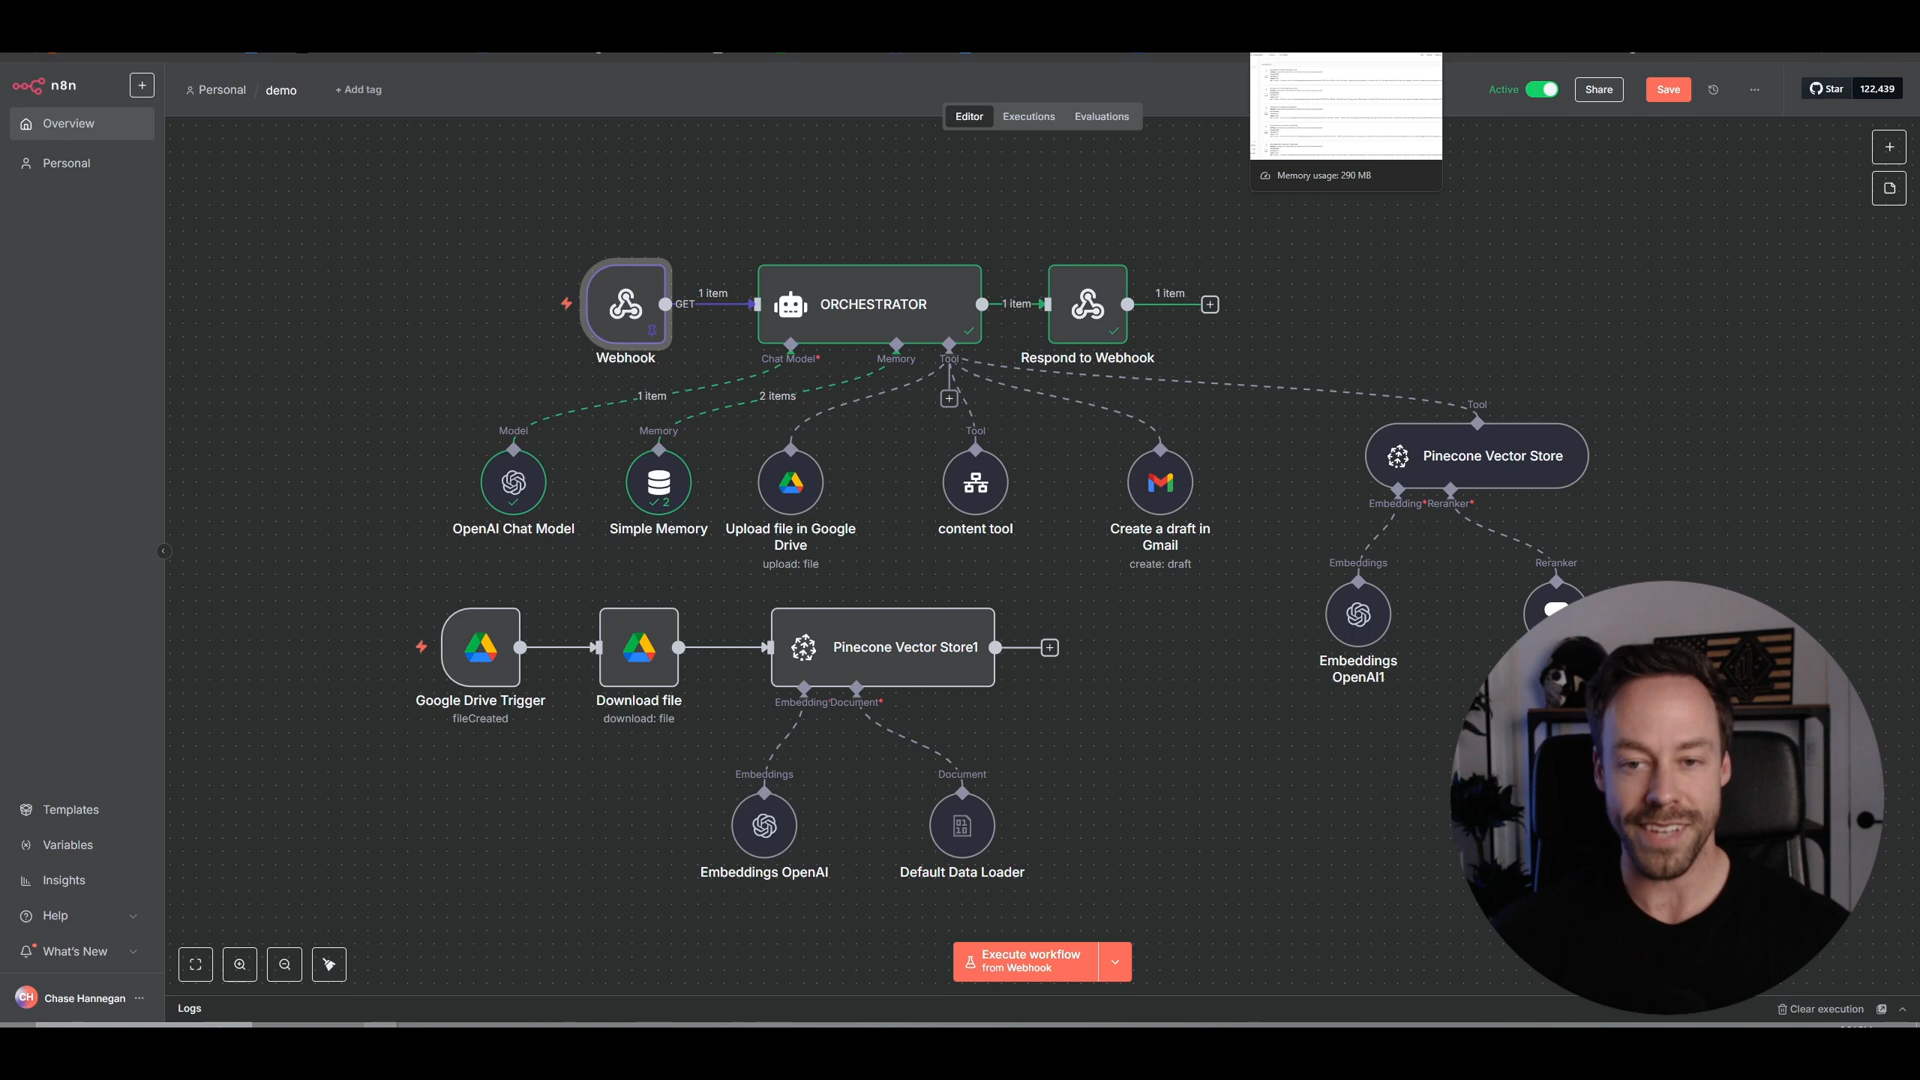 n8n
Personal / demo
+ Add tag
Active
Share
Save
Star 122,439
Overview
Personal
Editor
Executions
Evaluations
Memory usage: 290 MB
GET
1 item
ORCHESTRATOR
1 item
1 item
Webhook
Chat Model*
Memory
Tool
Respond to Webhook
1 item
2 items
Model
Memory
Tool
Tool
Pinecone Vector Store
Embedding*
Reranker*
2
OpenAI Chat Model
Simple Memory
Upload file in Google
Drive
upload: file
content tool
Create a draft in
Gmail
create: draft
Embeddings
Reranker
Embeddings
OpenAI1
Pinecone Vector Store1
Google Drive Trigger
fileCreated
Download file
download: file
Embedding*
Document*
Embeddings
Document
Embeddings OpenAI
Default Data Loader
Templates
Variables
Insights
Help
What's New
CH Chase Hannegan
Execute workflow
from Webhook
Logs
Clear execution